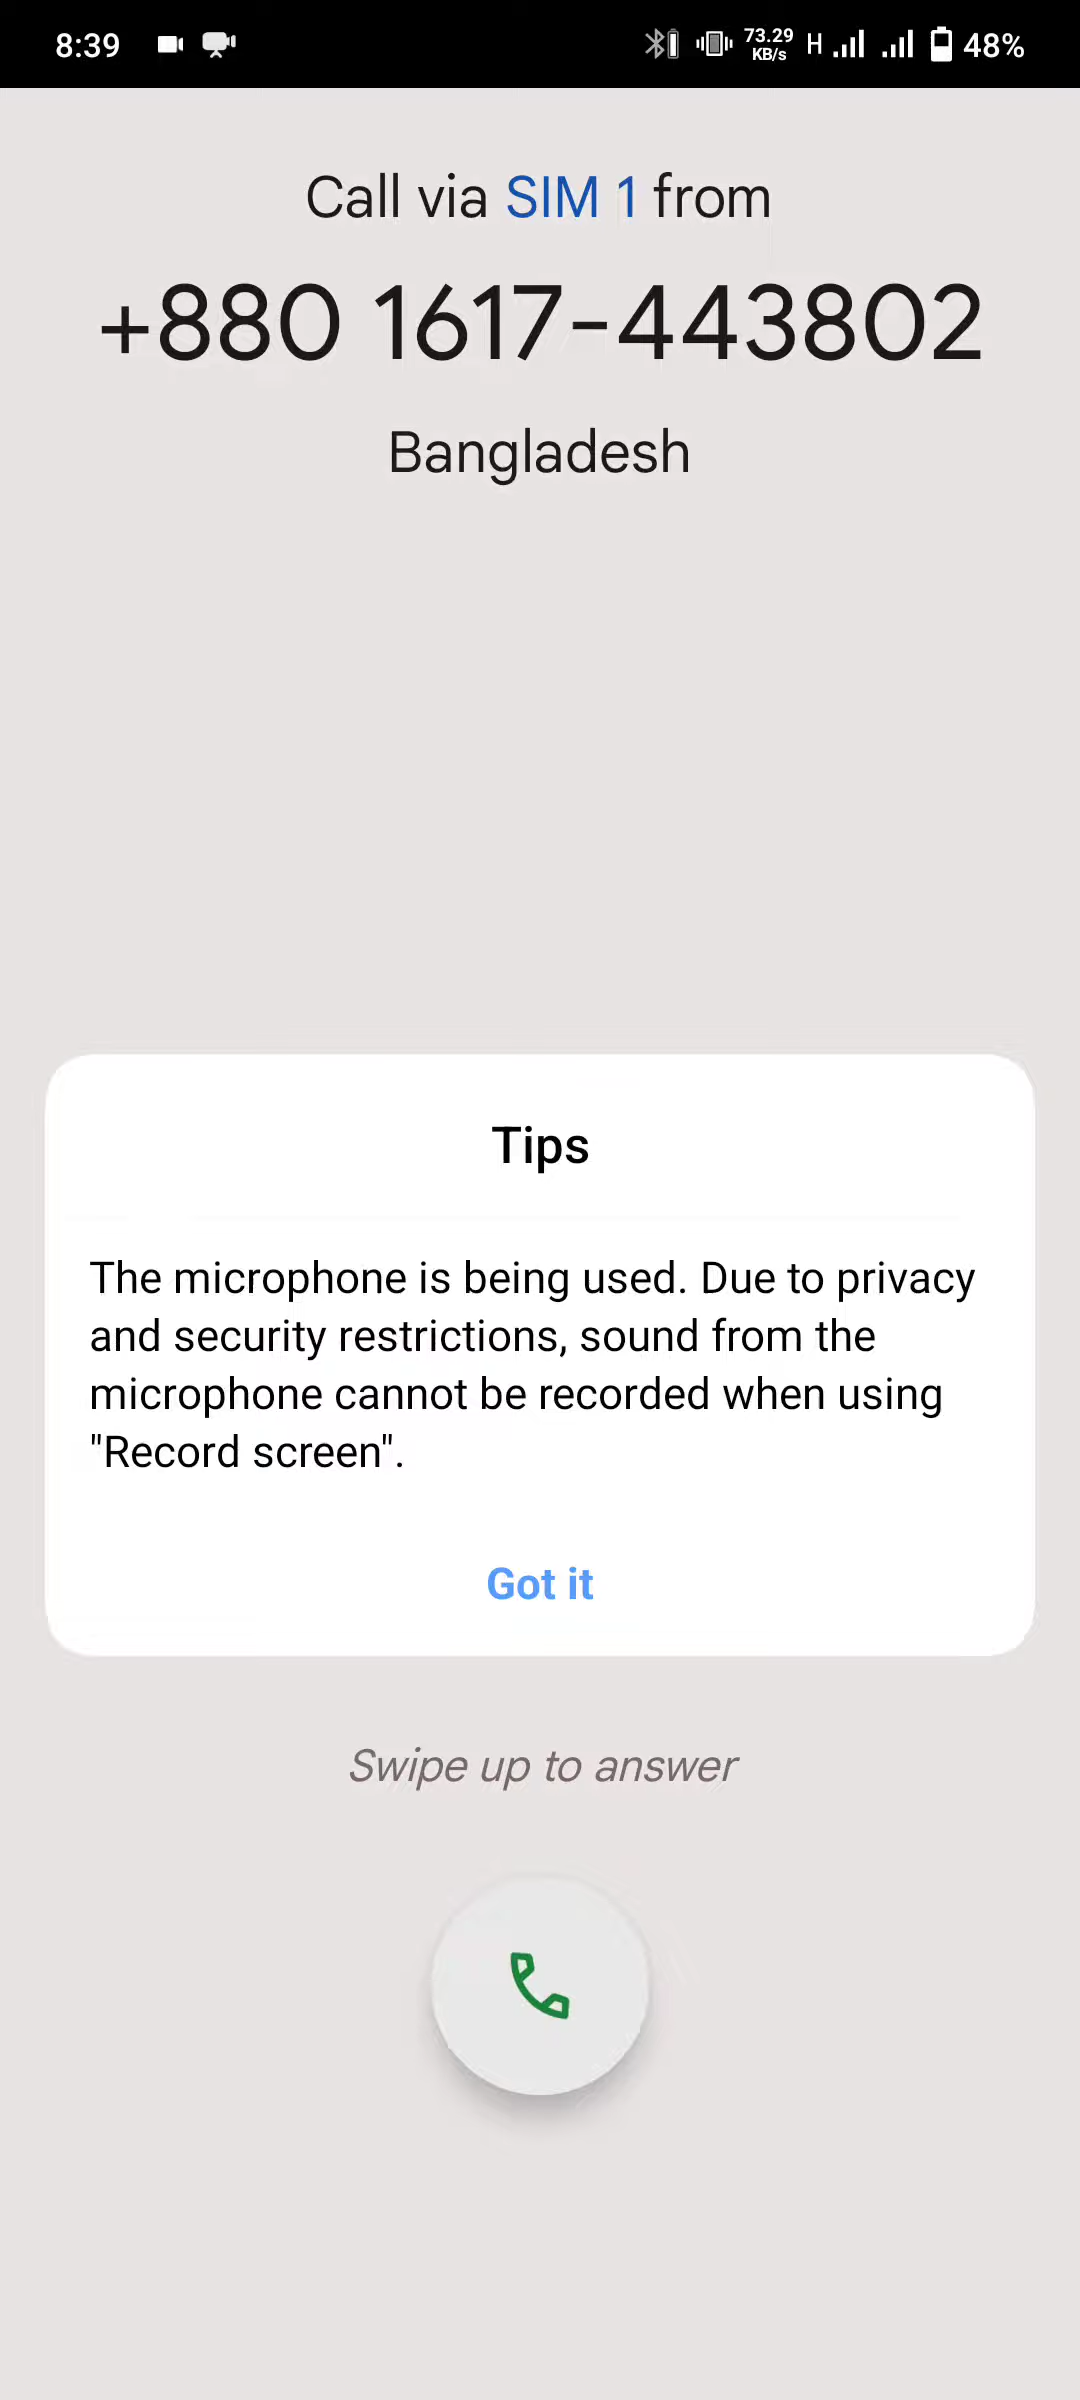 8:39 73.29 KB/s H 48%
Call via SIM 1 from
+880 1617-443802
Bangladesh
Tips
The microphone is being used. Due to privacy
and security restrictions, sound from the
microphone cannot be recorded when using
"Record screen".
Got it
Swipe up to answer